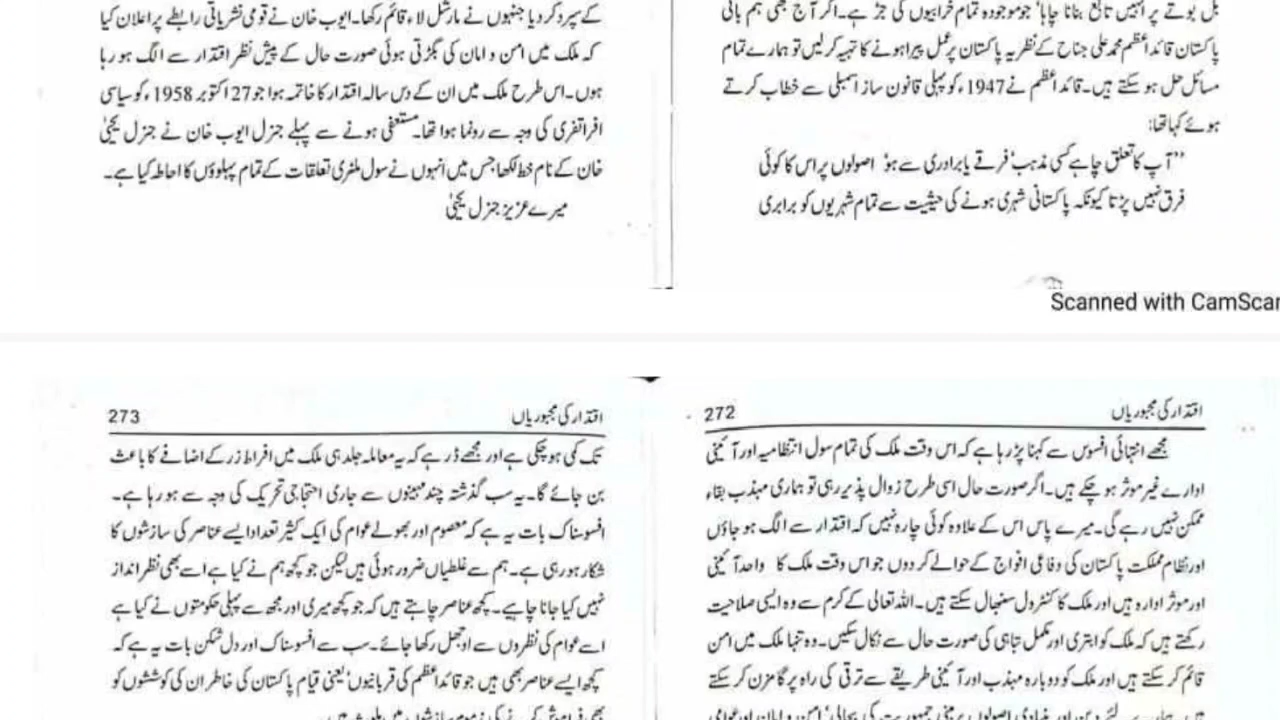 بل بوتے پر انہیں تابع بنانا چاہا' جو موجودہ تمام خرابیوں کی جڑ ہے۔ اگر آج بھی ہم بانی
پاکستان قائداعظم محمد علی جناح کے نظریہ پاکستان پر عمل پیرا ہونے کا تہیہ کر لیں تو ہمارے تمام
مسائل حل ہو سکتے ہیں۔ قائداعظم نے 1947ء کو پہلی قانون ساز اسمبلی سے خطاب کرتے
ہوئے کہا تھا:
"آپ کا تعلق چاہے کسی مذہب' فرقے یا برادری سے ہو' اصولوں پر اس کا کوئی
فرق نہیں پڑتا کیونکہ پاکستانی شہری ہونے کی حیثیت سے تمام شہریوں کو برابری
کے سپرد کر دیا جنہوں نے مارشل لاء قائم رکھا۔ ایوب خان نے قومی نشریاتی رابطے پر اعلان کیا
کہ ملک میں امن و امان کی بگڑتی ہوئی صورت حال کے پیش نظر اقتدار سے الگ ہو رہا
ہوں۔ اس طرح ملک میں ان کے دس سالہ اقتدار کا خاتمہ ہوا جو 27 اکتوبر 1958ء کو سیاسی
افراتفری کی وجہ سے رونما ہوا تھا۔ مستعفی ہونے سے پہلے جنرل ایوب خان نے جنرل یحییٰ
خان کے نام خط لکھا جس میں انہوں نے سول ملٹری تعلقات کے تمام پہلوؤں کا احاطہ کیا ہے۔
میرے عزیز جنرل یحییٰ
Scanned with CamScan
اقتدار کی مجبوریاں 272
مجھے انتہائی افسوس سے کہنا پڑ رہا ہے کہ اس وقت ملک کی تمام سول انتظامیہ اور آئینی
ادارے غیر موثر ہو چکے ہیں۔ اگر صورت حال اسی طرح زوال پذیر رہی تو ہماری مہذب بقاء
ممکن نہیں رہے گی۔ میرے پاس اس کے علاوہ کوئی چارہ نہیں کہ اقتدار سے الگ ہو جاؤں
اور نظام مملکت پاکستان کی دفاعی افواج کے حوالے کر دوں جو اس وقت ملک کا واحد آئینی
اور موثر ادارہ ہیں اور ملک کا کنٹرول سنبھال سکتے ہیں۔ اللہ تعالی کے کرم سے وہ ایسی صلاحیت
رکھتے ہیں کہ ملک کو ابتری اور مکمل تباہی کی صورت حال سے نکال سکیں۔ وہ تنہا ملک میں امن
قائم کر سکتے ہیں اور ملک کو دوبارہ مہذب اور آئینی طریقے سے ترقی کی راہ پر گامزن کر سکتے
اقتدار کی مجبوریاں 273
تک کمی ہو چکی ہے اور مجھے ڈر ہے کہ یہ معاملہ جلد ہی ملک میں افراط زر کے اضافے کا باعث
بن جائے گا۔ یہ سب گذشتہ چند مہینوں سے جاری احتجاجی تحریک کی وجہ سے ہو رہا ہے۔
افسوسناک بات یہ ہے کہ معصوم اور بھولے عوام کی ایک کثیر تعداد ایسے عناصر کی سازشوں کا
شکار ہو رہی ہے۔ ہم سے غلطیاں ضرور ہوئی ہیں لیکن جو کچھ ہم نے کیا ہے اسے بھی نظر انداز
نہیں کیا جانا چاہیے۔ کچھ عناصر چاہتے ہیں کہ جو کچھ میری اور مجھ سے پہلی حکومتوں نے کیا ہے
اسے عوام کی نظروں سے اوجھل رکھا جائے۔ سب سے افسوسناک اور دل شکن بات یہ ہے کہ
کچھ ایسے عناصر بھی ہیں جو قائداعظم کی قربانیوں' یعنی قیام پاکستان کی خاطر ان کی کوششوں کو